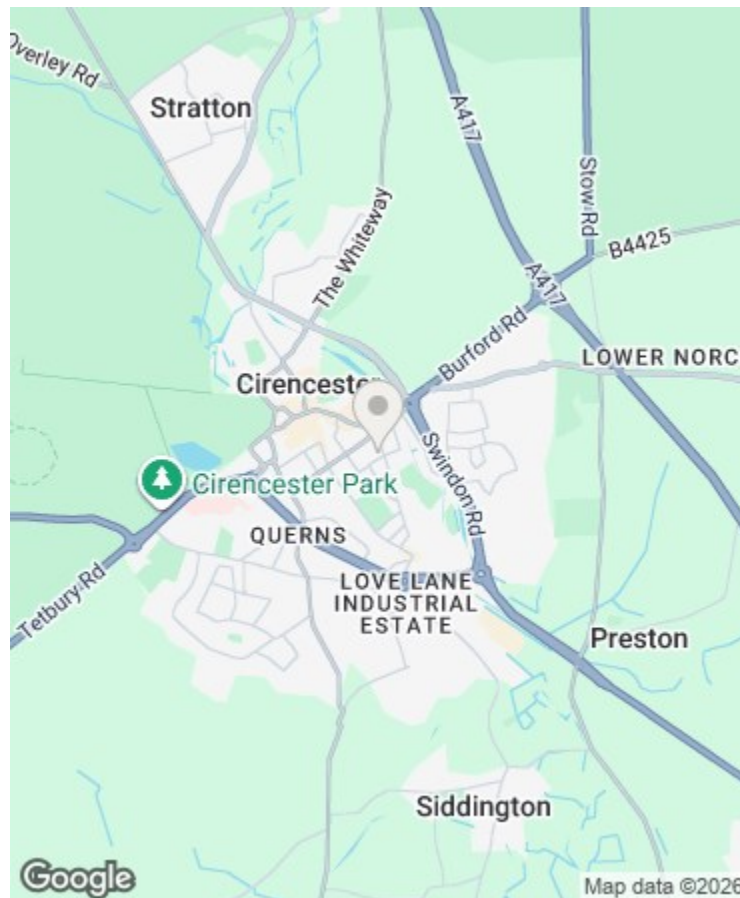 Overley Rd
Stratton
A417
Stow Rd
The Whiteway
B4425
A417
Burford Rd
LOWER NORC
Cirencester
Swindon Rd
Cirencester Park
QUERNS
LOVE LANE
INDUSTRIAL
ESTATE
Tetbury Rd
Preston
Siddington
Google
Map data ©2026